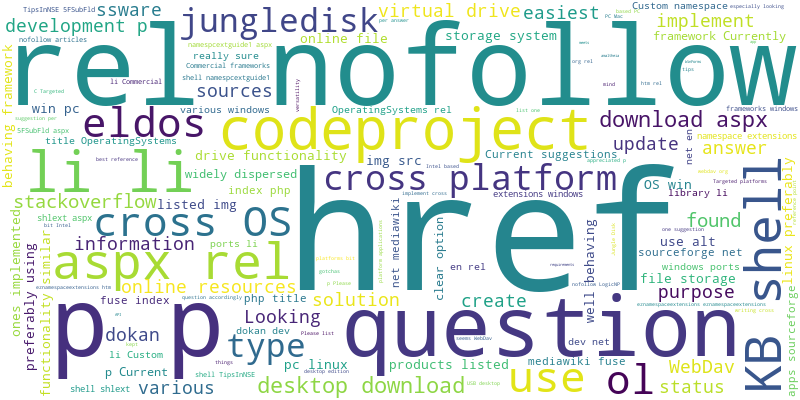 TipsInNSE 5FSubFld
ssware
development p
nofollow articles
jungledisk
virtual drive
online file
easiest
per answer
PC Mac
Custom namespace
especially looking
implement
storage system
framework Currently
rel nofollow
behaving framework
li Commercial
namespacextguide1 aspx
really sure
Commercial frameworks
shell namespcextguide1
C Targeted
sources
win pc
various windows
versatility
org rel
tips
mind
htm rel
frameworks windows
eldos
codeproject
OperatingSystems rel
list one
download aspx
suggestion per
5FSubFld aspx
title OperatingSystems
update
net en
namespace extensions
answer
li li
best reference
drive functionality
img src
Current suggestions
Intel based
appreciated p
widely dispersed
cross platform
extensions windows
implement cross
index php
OS win
Targeted platforms
library li
stackoverflow
listed img
shlext aspx
cross OS
bit Intel
ports li
net mediawiki
clear option
href
well behaving
one suggestion
found
sourceforge net
use alt
windows ports
file storage
KB shell
linux preferably
information
aspx rel
en rel
gotchas
p Please
platform applications
requirements
nofollow LogicNP
eznamespaceextensions htm
online resources
question accordingly
solution
purpose
eznamespaceextensions eznamespaceextensions
writing cross
ones implemented
functionality similar
preferably using
fuse index
php title
create
dokan
Looking
dokan dev
API
p p question
dev net
seems WebDav
mediawiki fuse
li Custom
type
pc linux
Please list
products listed
WebDav
p Current
shell TipsInNSE
things
desktop edition
use
ol
status
apps sourceforge
shell shlext
various
desktop download
USB desktop